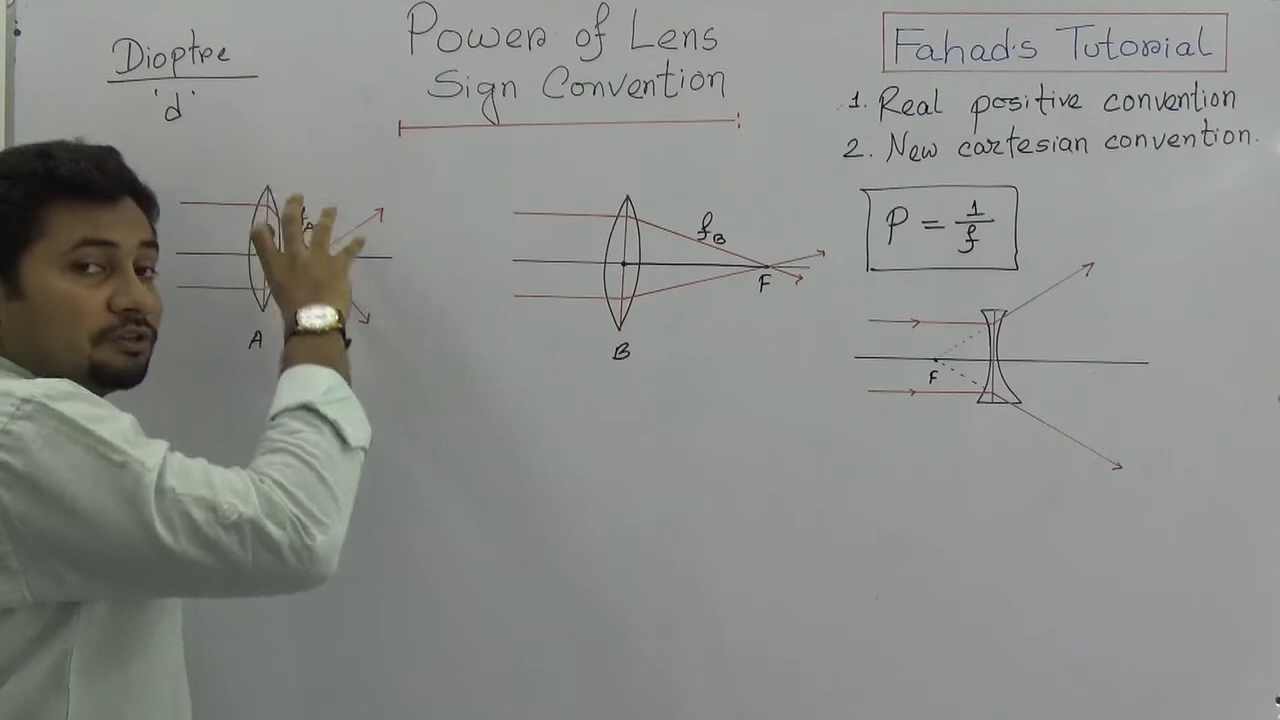 Dioptre
'd'
Power of Lens
Sign Convention
Fahad's Tutorial
1. Real positive convention
2. New cartesian convention.
P = 1/f
A
fB
F
B
F